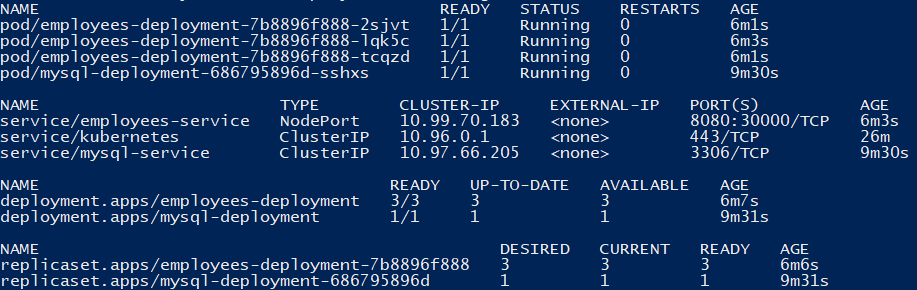 NAME READY STATUS RESTARTS AGE
pod/employees-deployment-7b8896f888-2sjvt 1/1 Running 0 6m1s
pod/employees-deployment-7b8896f888-lqk5c 1/1 Running 0 6m3s
pod/employees-deployment-7b8896f888-tcqzd 1/1 Running 0 6m1s
pod/mysql-deployment-686795896d-sshxs 1/1 Running 0 9m30s
NAME TYPE CLUSTER-IP EXTERNAL-IP PORT(S) AGE
service/employees-service NodePort 10.99.70.183 <none> 8080:30000/TCP 6m3s
service/kubernetes ClusterIP 10.96.0.1 <none> 443/TCP 26m
service/mysql-service ClusterIP 10.97.66.205 <none> 3306/TCP 9m30s
NAME READY UP-TO-DATE AVAILABLE AGE
deployment.apps/employees-deployment 3/3 3 3 6m7s
deployment.apps/mysql-deployment 1/1 1 1 9m31s
NAME DESIRED CURRENT READY AGE
replicaset.apps/employees-deployment-7b8896f888 3 3 3 6m6s
replicaset.apps/mysql-deployment-686795896d 1 1 1 9m31s